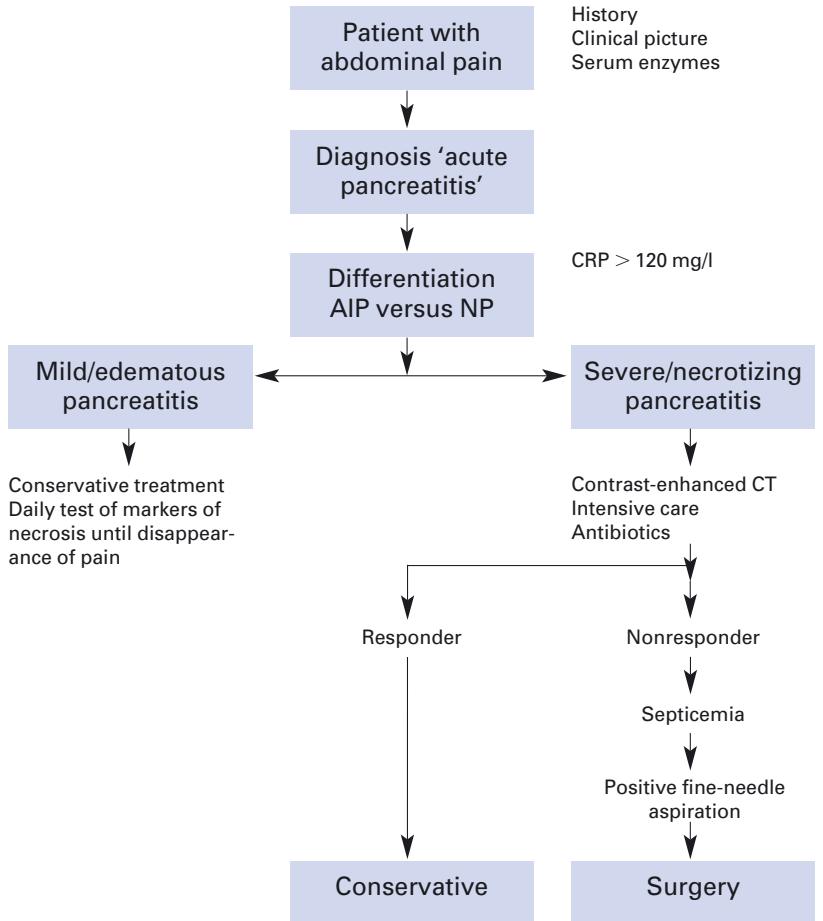 Patient with
abdominal pain
History
Clinical picture
Serum enzymes
Diagnosis ‘acute
pancreatitis’
Differentiation
AIP versus NP
CRP > 120 mg/l
Mild/edematous
pancreatitis
Severe/necrotizing
pancreatitis
Conservative treatment
Daily test of markers of
necrosis until disappear-
ance of pain
Contrast-enhanced CT
Intensive care
Antibiotics
Responder
Nonresponder
Septicemia
Positive fine-needle
aspiration
Conservative
Surgery